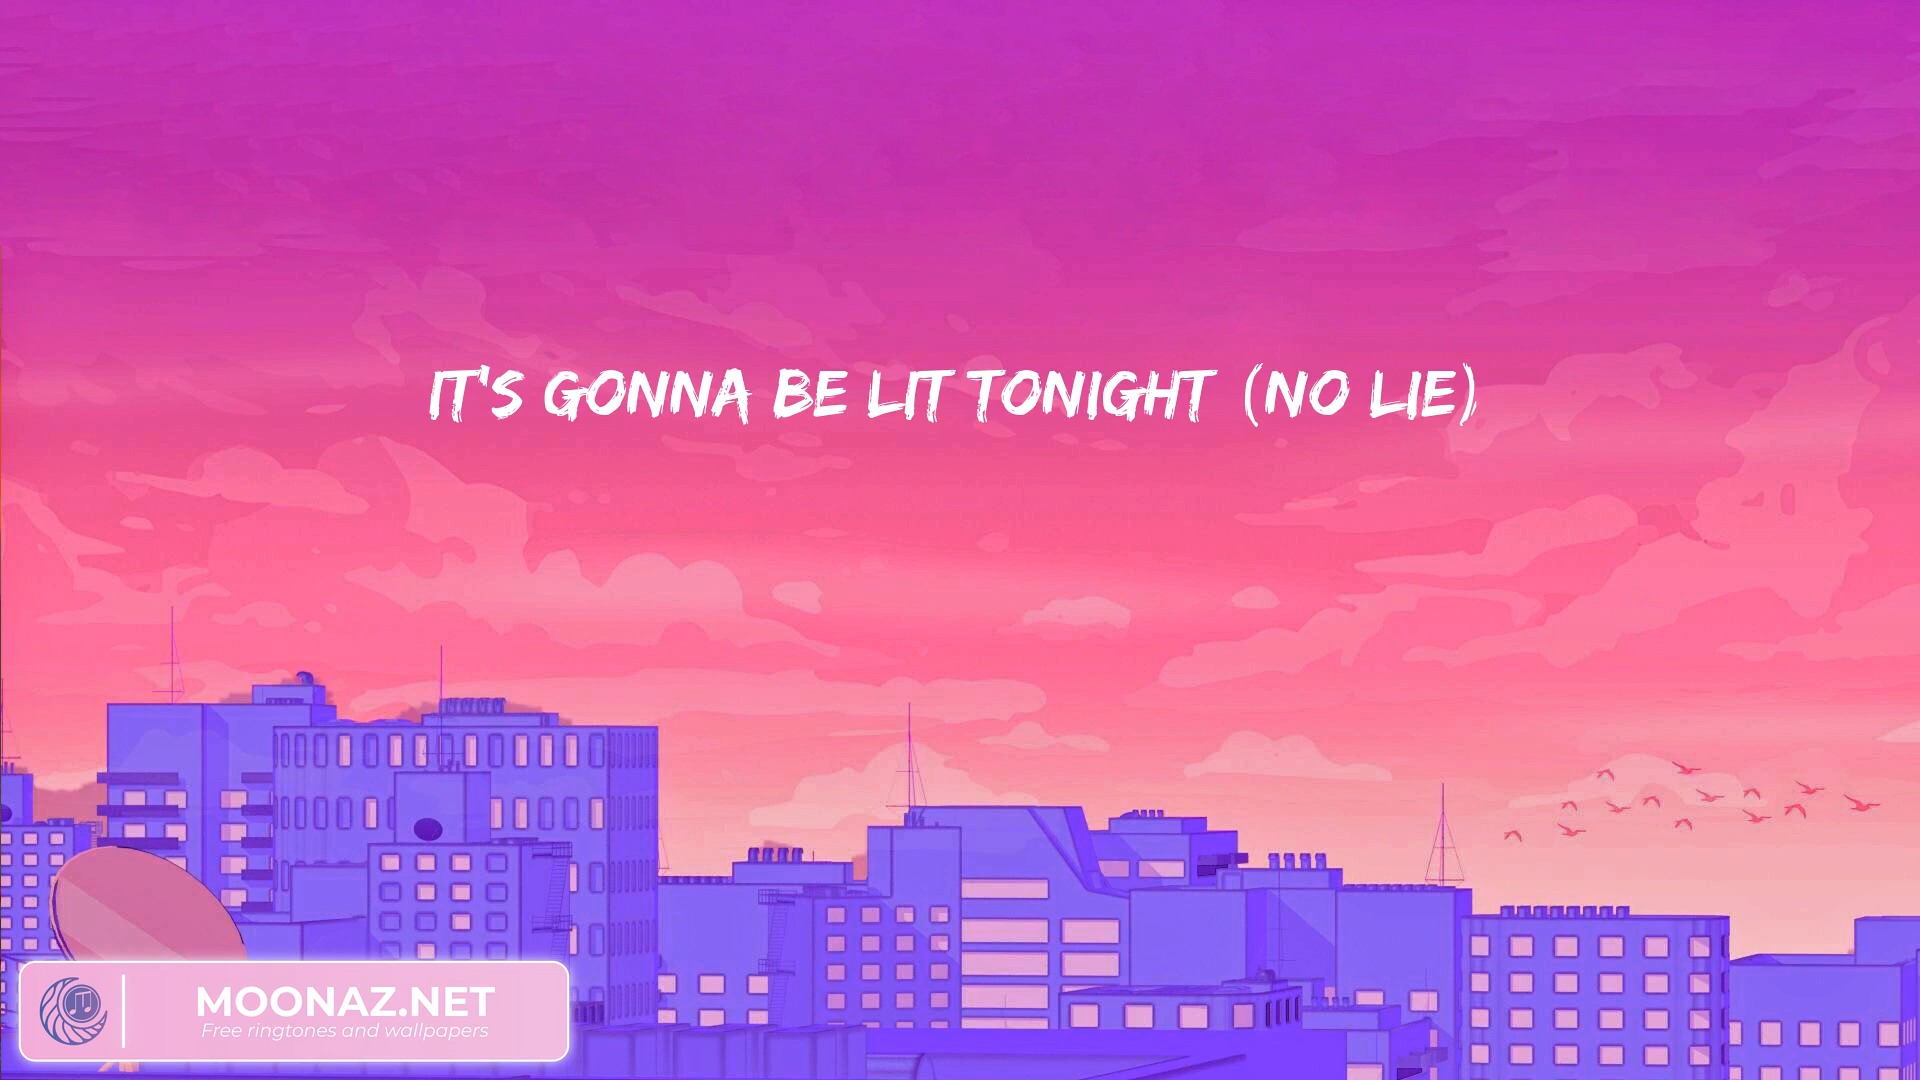 IT'S GONNA BE LIT TONIGHT (NO LIE)
MOONAZ.NET
Free ringtones and wallpapers